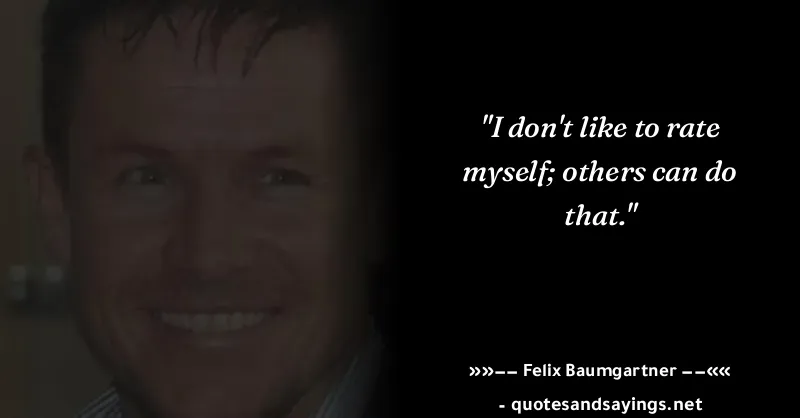 "I don't like to rate
myself; others can do
that."
»»−− Felix Baumgartner −−««
- quotesandsayings.net